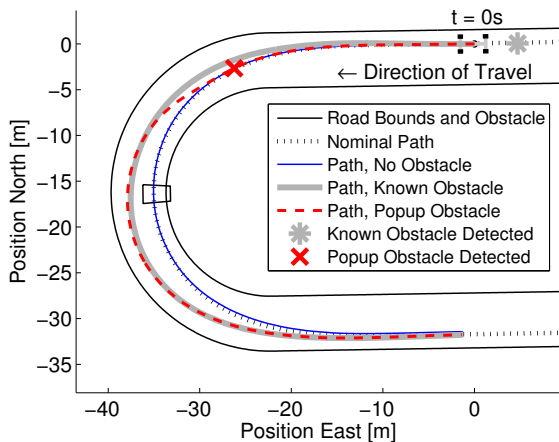 t = 0s
← Direction of Travel
Road Bounds and Obstacle
Nominal Path
Path, No Obstacle
Path, Known Obstacle
Path, Popup Obstacle
Known Obstacle Detected
Popup Obstacle Detected
Position North [m]
5
0
−5
−10
−15
−20
−25
−30
−35
−40
−30
−20
−10
0
Position East [m]